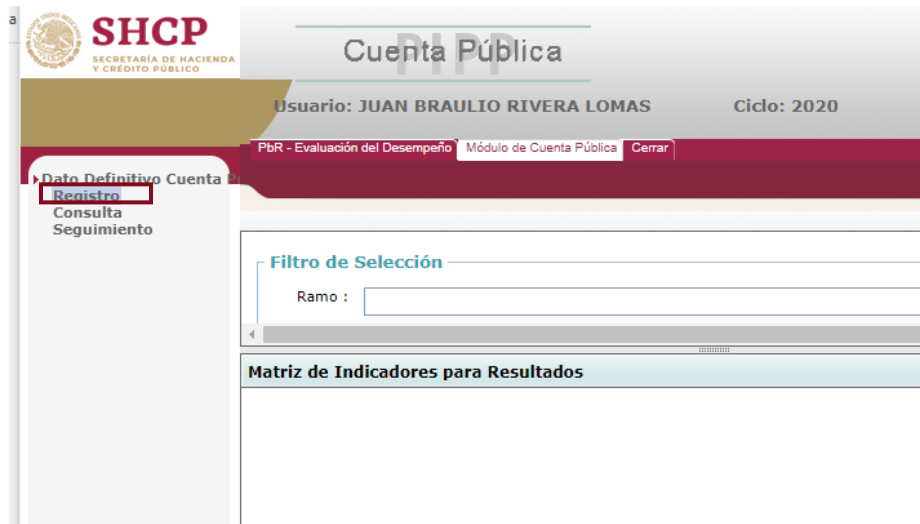 a
SHCP
SECRETARÍA DE HACIENDA
Y CRÉDITO PÚBLICO
PIPP
Cuenta Pública
Usuario: JUAN BRAULIO RIVERA LOMAS Ciclo: 2020
PbR - Evaluación del Desempeño Módulo de Cuenta Pública Cerrar
Dato Definitivo Cuenta
Registro
Consulta
Seguimiento
Filtro de Selección
Ramo :
Matriz de Indicadores para Resultados